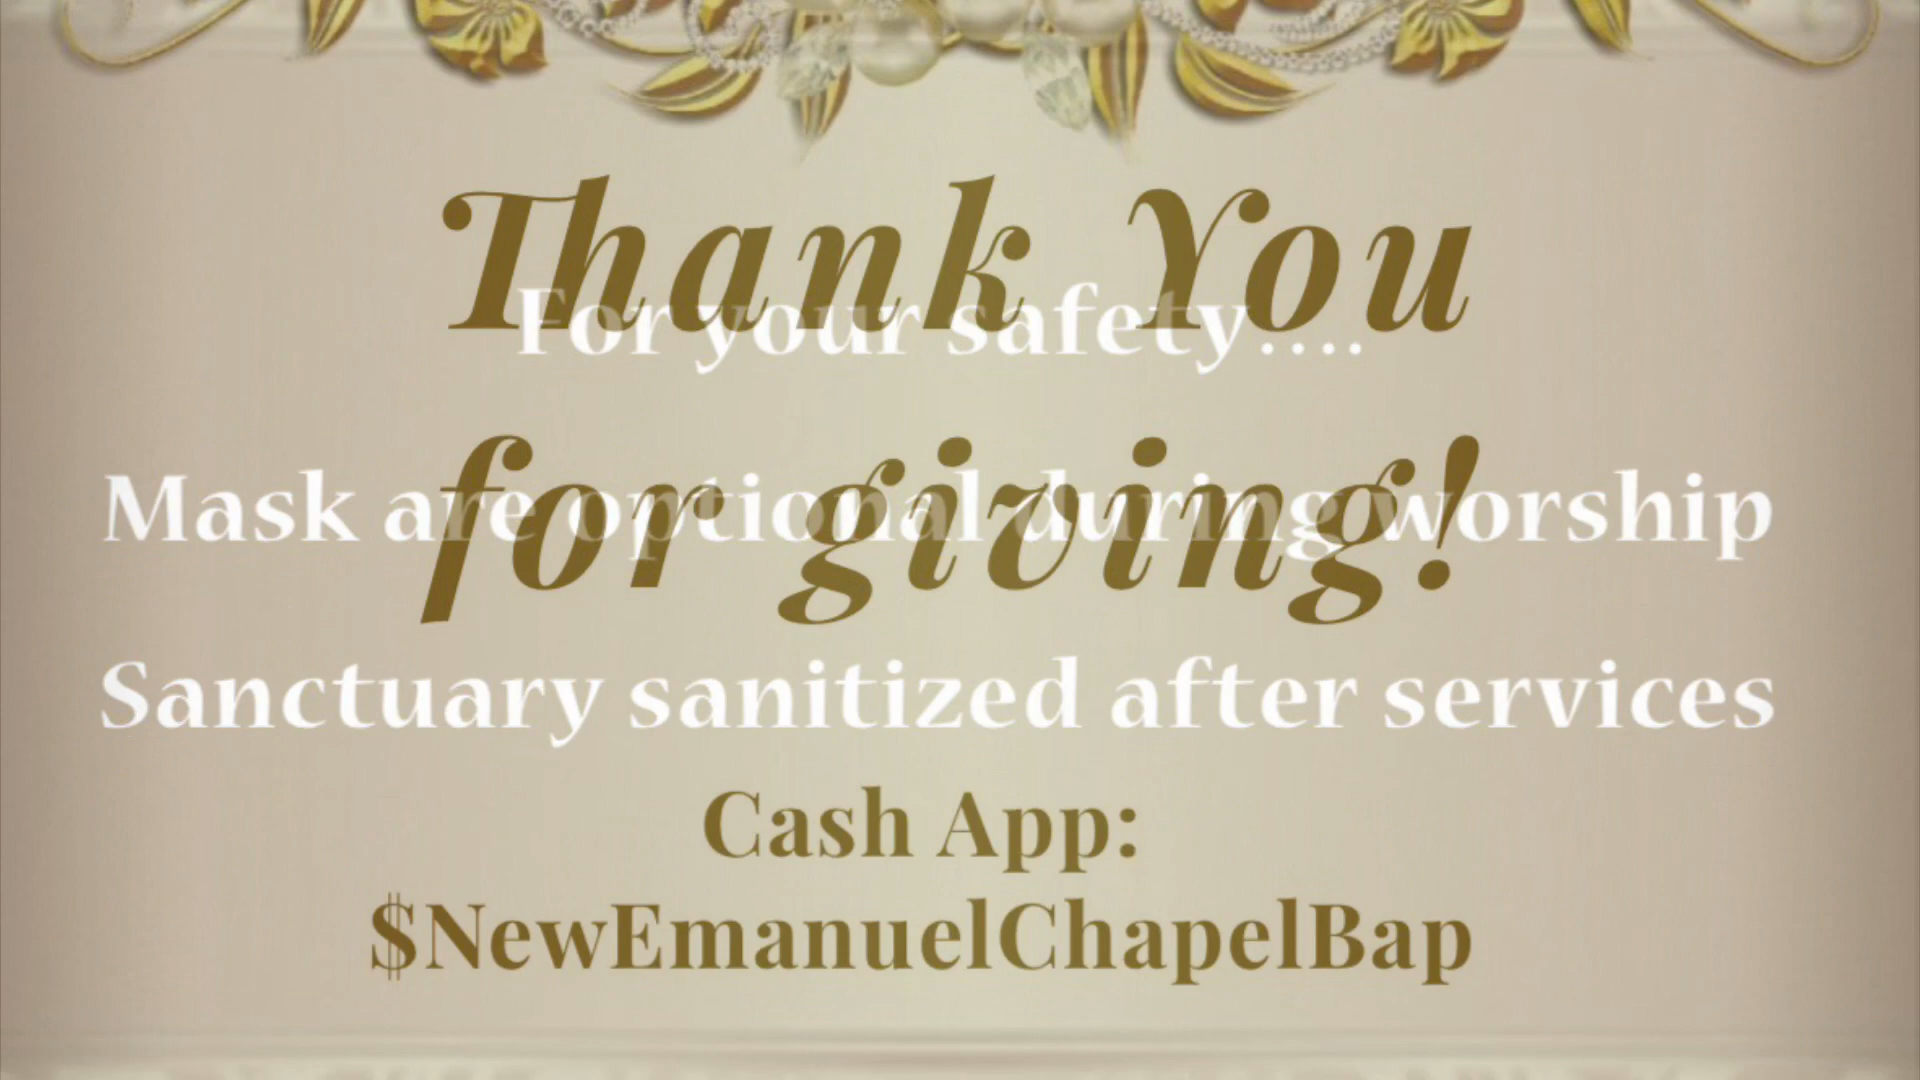 Thank You
For your safety....
for giving!
Mask are optional during worship
Sanctuary sanitized after services
Cash App:
$NewEmanuelChapelBap